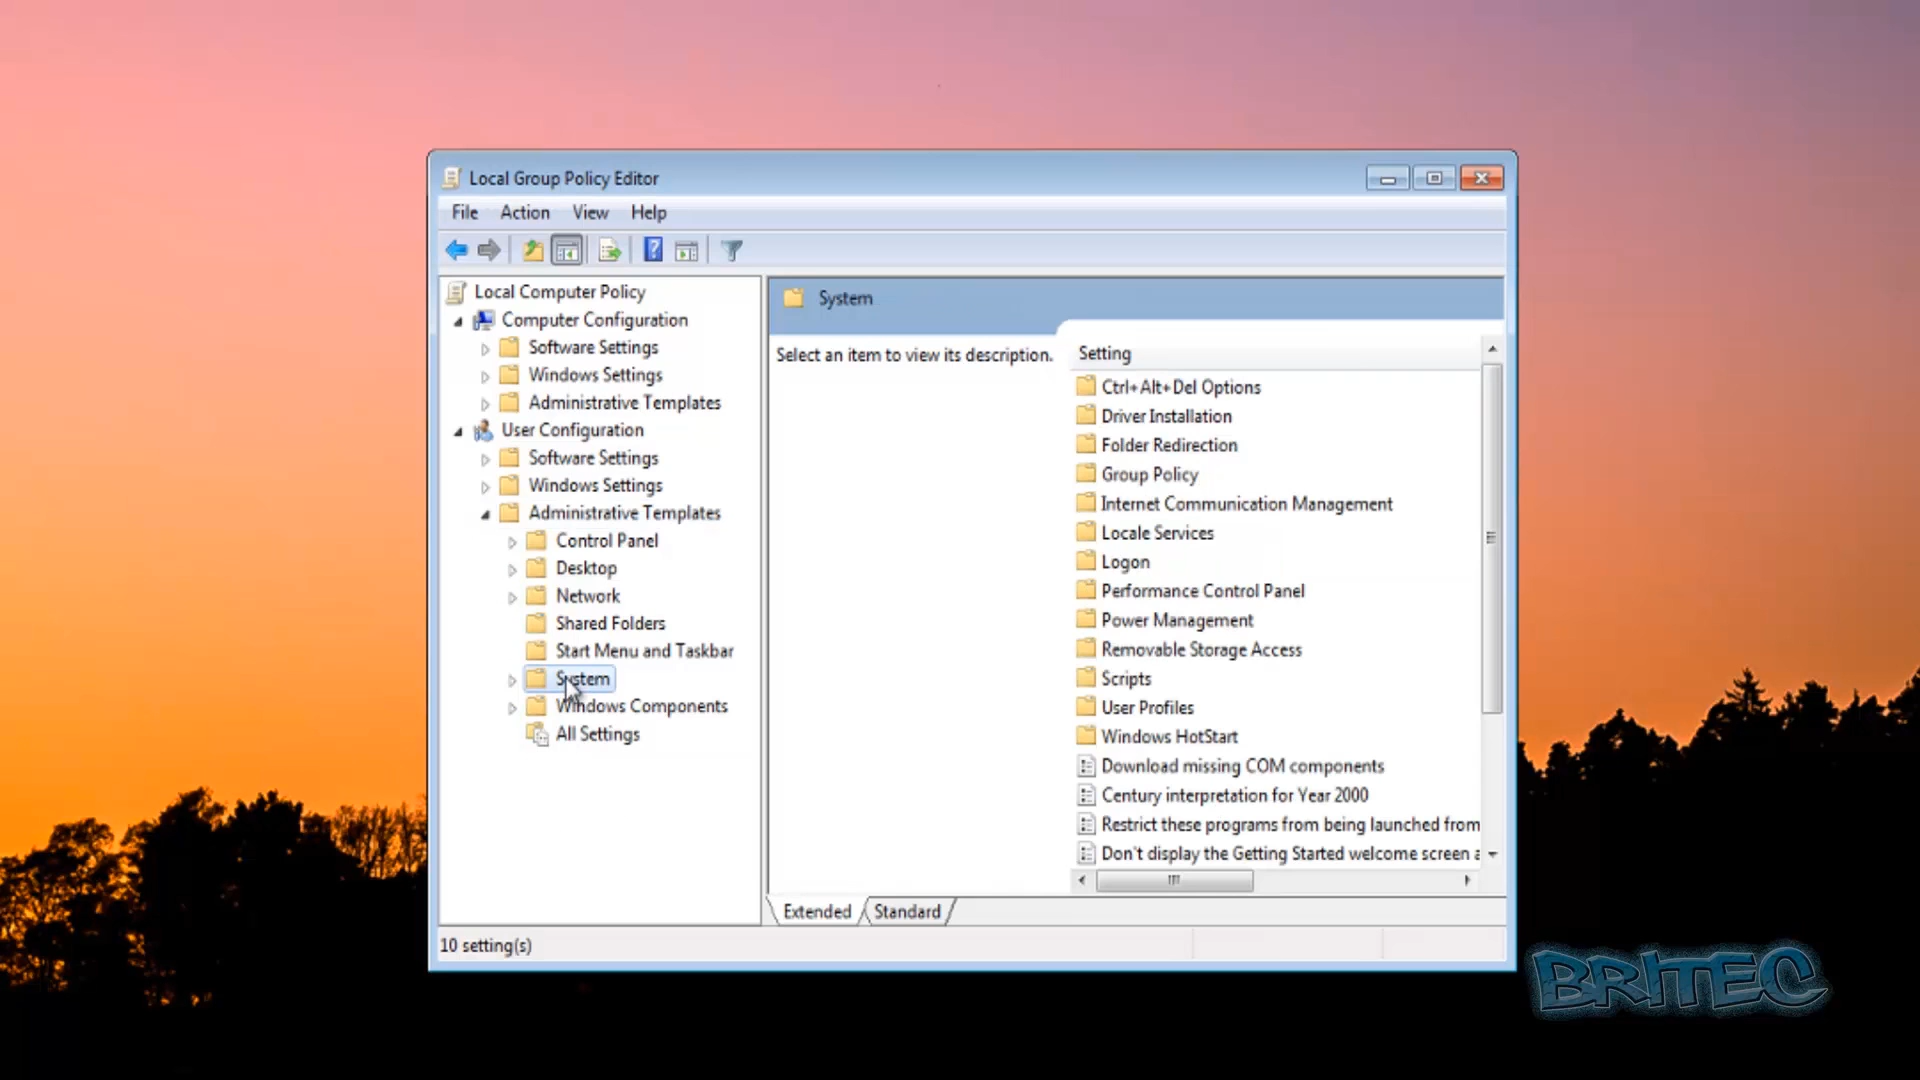 Local Group Policy Editor
File Action View Help
Local Computer Policy
Computer Configuration
Software Settings
Windows Settings
Administrative Templates
User Configuration
Software Settings
Windows Settings
Administrative Templates
Control Panel
Desktop
Network
Shared Folders
Start Menu and Taskbar
System
Windows Components
All Settings
System
Select an item to view its description.
Setting
Ctrl+Alt+Del Options
Driver Installation
Folder Redirection
Group Policy
Internet Communication Management
Locale Services
Logon
Performance Control Panel
Power Management
Removable Storage Access
Scripts
User Profiles
Windows HotStart
Download missing COM components
Century interpretation for Year 2000
Restrict these programs from being launched from
Don't display the Getting Started welcome screen a
Extended Standard
10 setting(s)
BRITEC